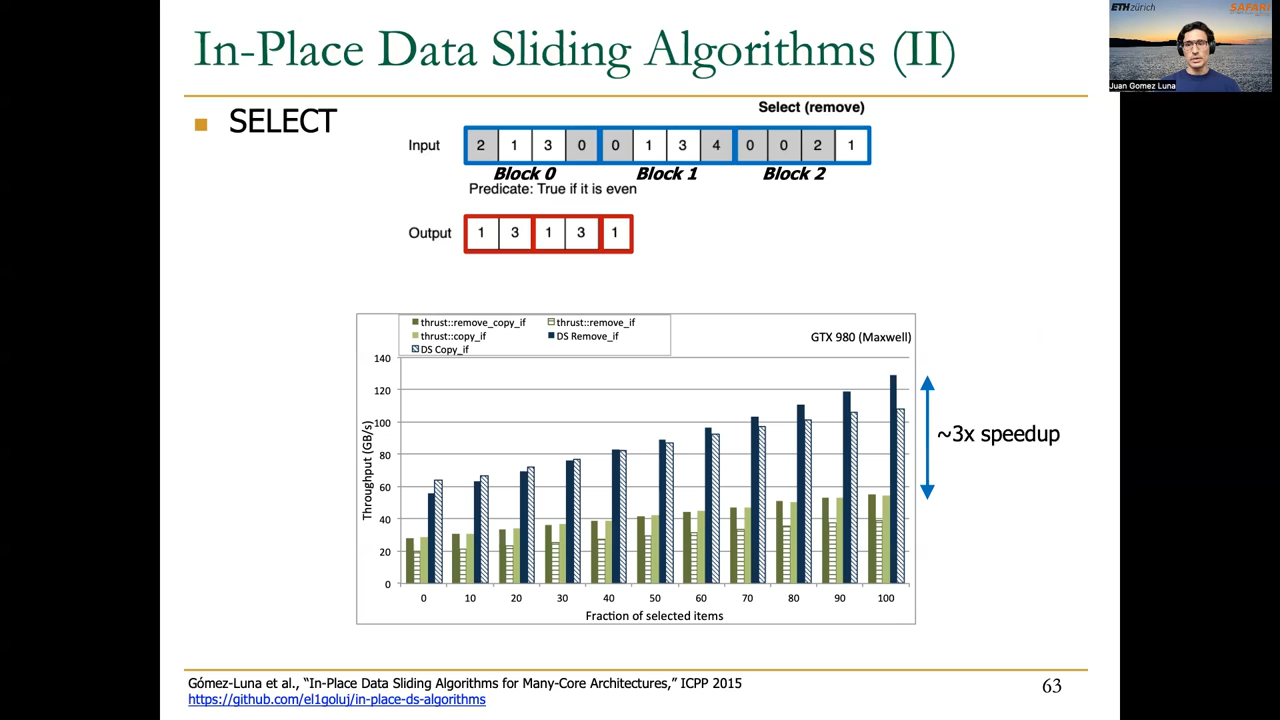 In-Place Data Sliding Algorithms (II)
ETH zürich
SAFARI
Juan Gomez Luna
SELECT
Select (remove)
Input 2 1 3 0 0 1 3 4 0 0 2 1
Block 0 Block 1 Block 2
Predicate: True if it is even
Output 1 3 1 3 1
thrust::remove_copy_if thrust::remove_if
thrust::copy_if DS Remove_if
DS Copy_if
GTX 980 (Maxwell)
Throughput (GB/s)
140
120
100
80
60
40
20
0
0 10 20 30 40 50 60 70 80 90 100
Fraction of selected items
~3x speedup
Gómez-Luna et al., “In-Place Data Sliding Algorithms for Many-Core Architectures,” ICPP 2015
https://github.com/el1goluj/in-place-ds-algorithms
63